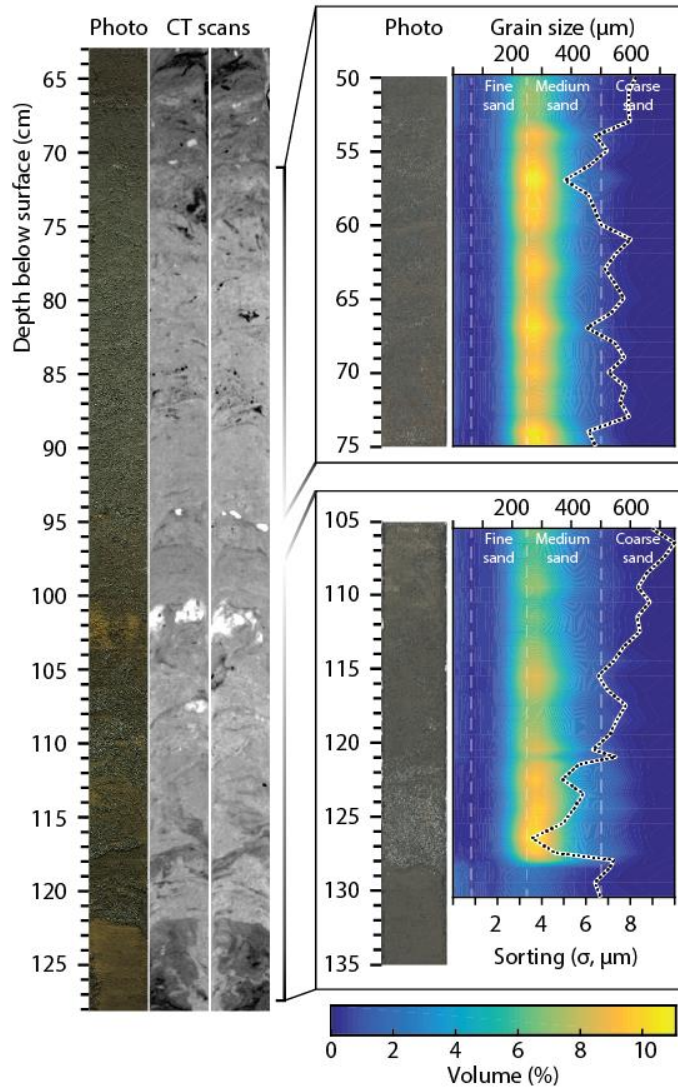 Photo CT scans
Depth below surface (cm)
65
70
75
80
85
90
95
100
105
110
115
120
125
Photo Grain size (μm)
200 400 600
Fine sand Medium sand Coarse sand
50
55
60
65
70
75
200 400 600
Fine sand Medium sand Coarse sand
105
110
115
120
125
130
135
2 4 6 8
Sorting (σ, μm)
0 2 4 6 8 10
Volume (%)